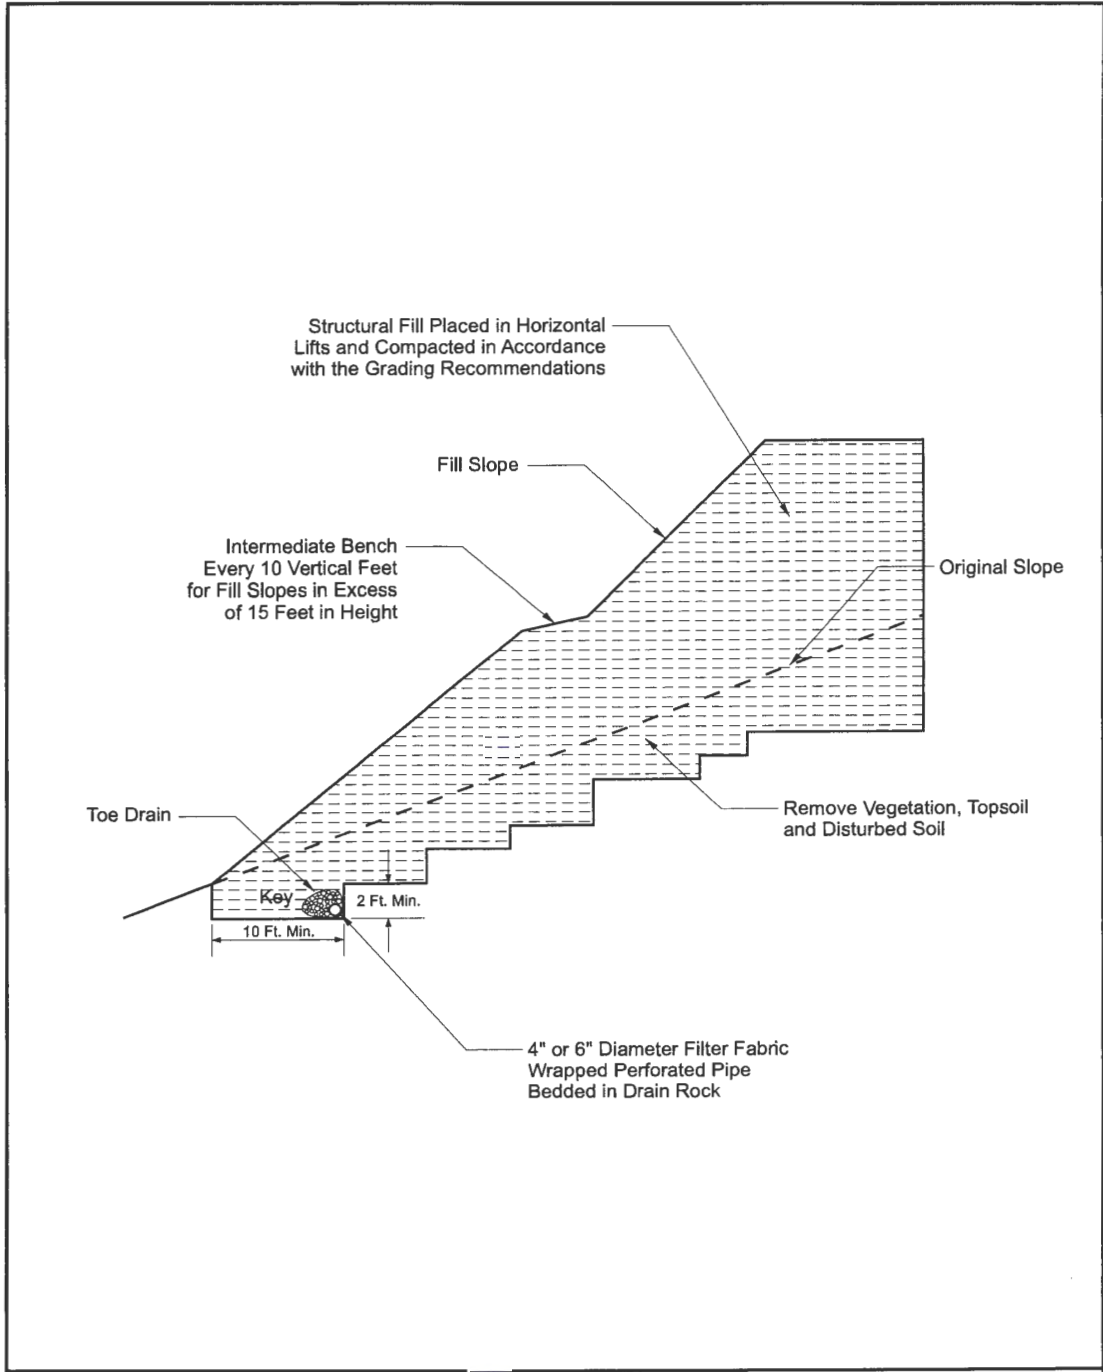 Structural Fill Placed in Horizontal
Lifts and Compacted in Accordance
with the Grading Recommendations
Fill Slope
Intermediate Bench
Every 10 Vertical Feet
for Fill Slopes in Excess
of 15 Feet in Height
Original Slope
Toe Drain
Remove Vegetation, Topsoil
and Disturbed Soil
Key
2 Ft. Min.
10 Ft. Min.
4" or 6" Diameter Filter Fabric
Wrapped Perforated Pipe
Bedded in Drain Rock